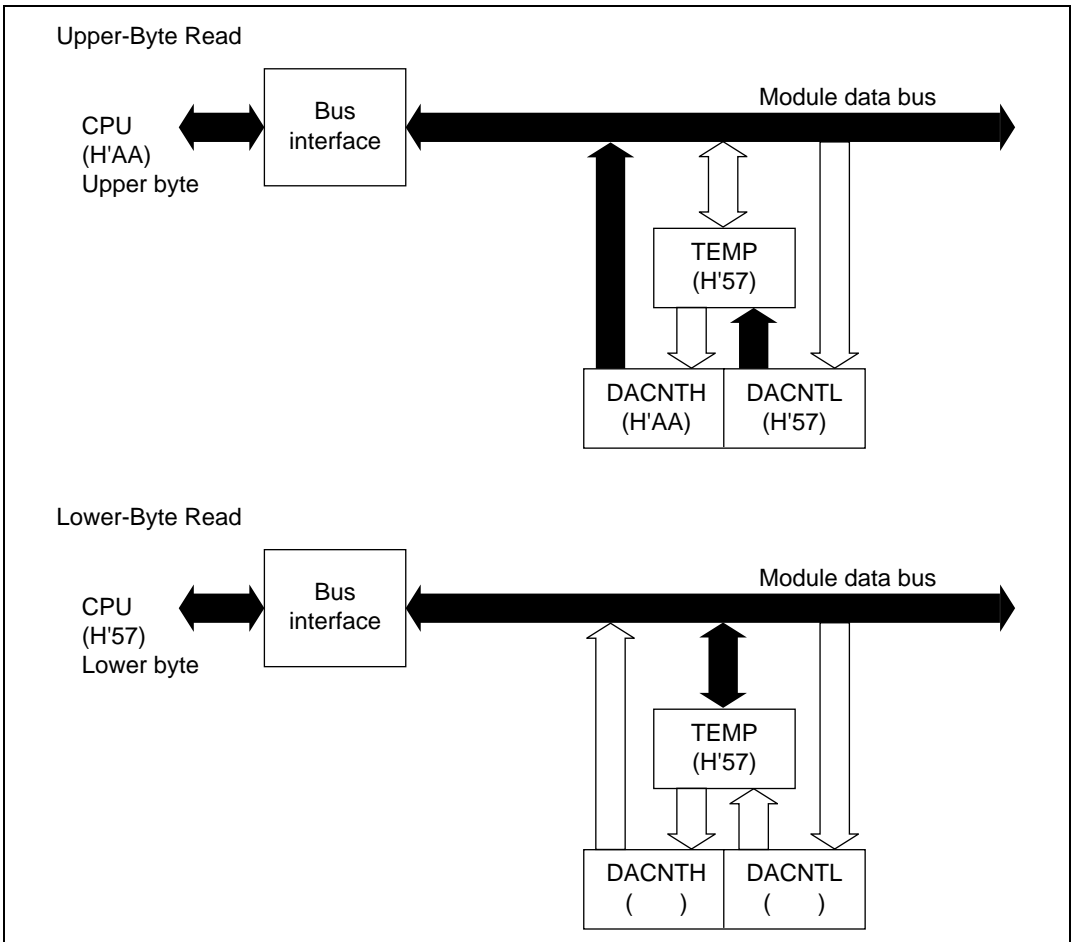 Upper-Byte Read
CPU
(H'AA)
Upper byte
Bus
interface
Module data bus
TEMP
(H'57)
DACNTH
(H'AA)
DACNTL
(H'57)
Lower-Byte Read
CPU
(H'57)
Lower byte
Bus
interface
Module data bus
TEMP
(H'57)
DACNTH
(      )
DACNTL
(      )